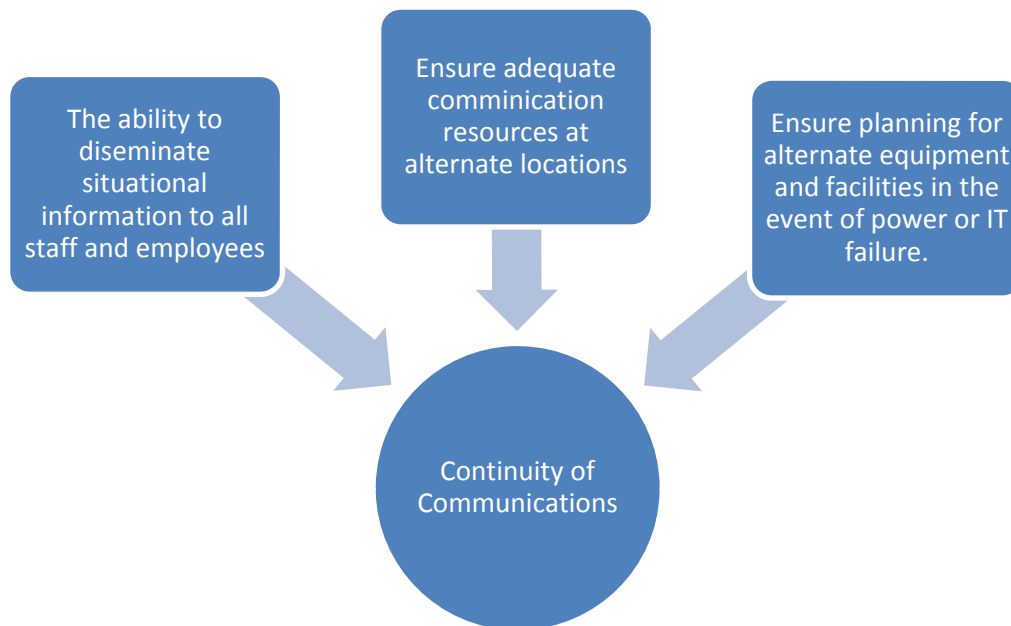 The ability to
diseminate
situational
information to all
staff and employees
Ensure adequate
comminication
resources at
alternate locations
Ensure planning for
alternate equipment
and facilities in the
event of power or IT
failure.
Continuity of
Communications